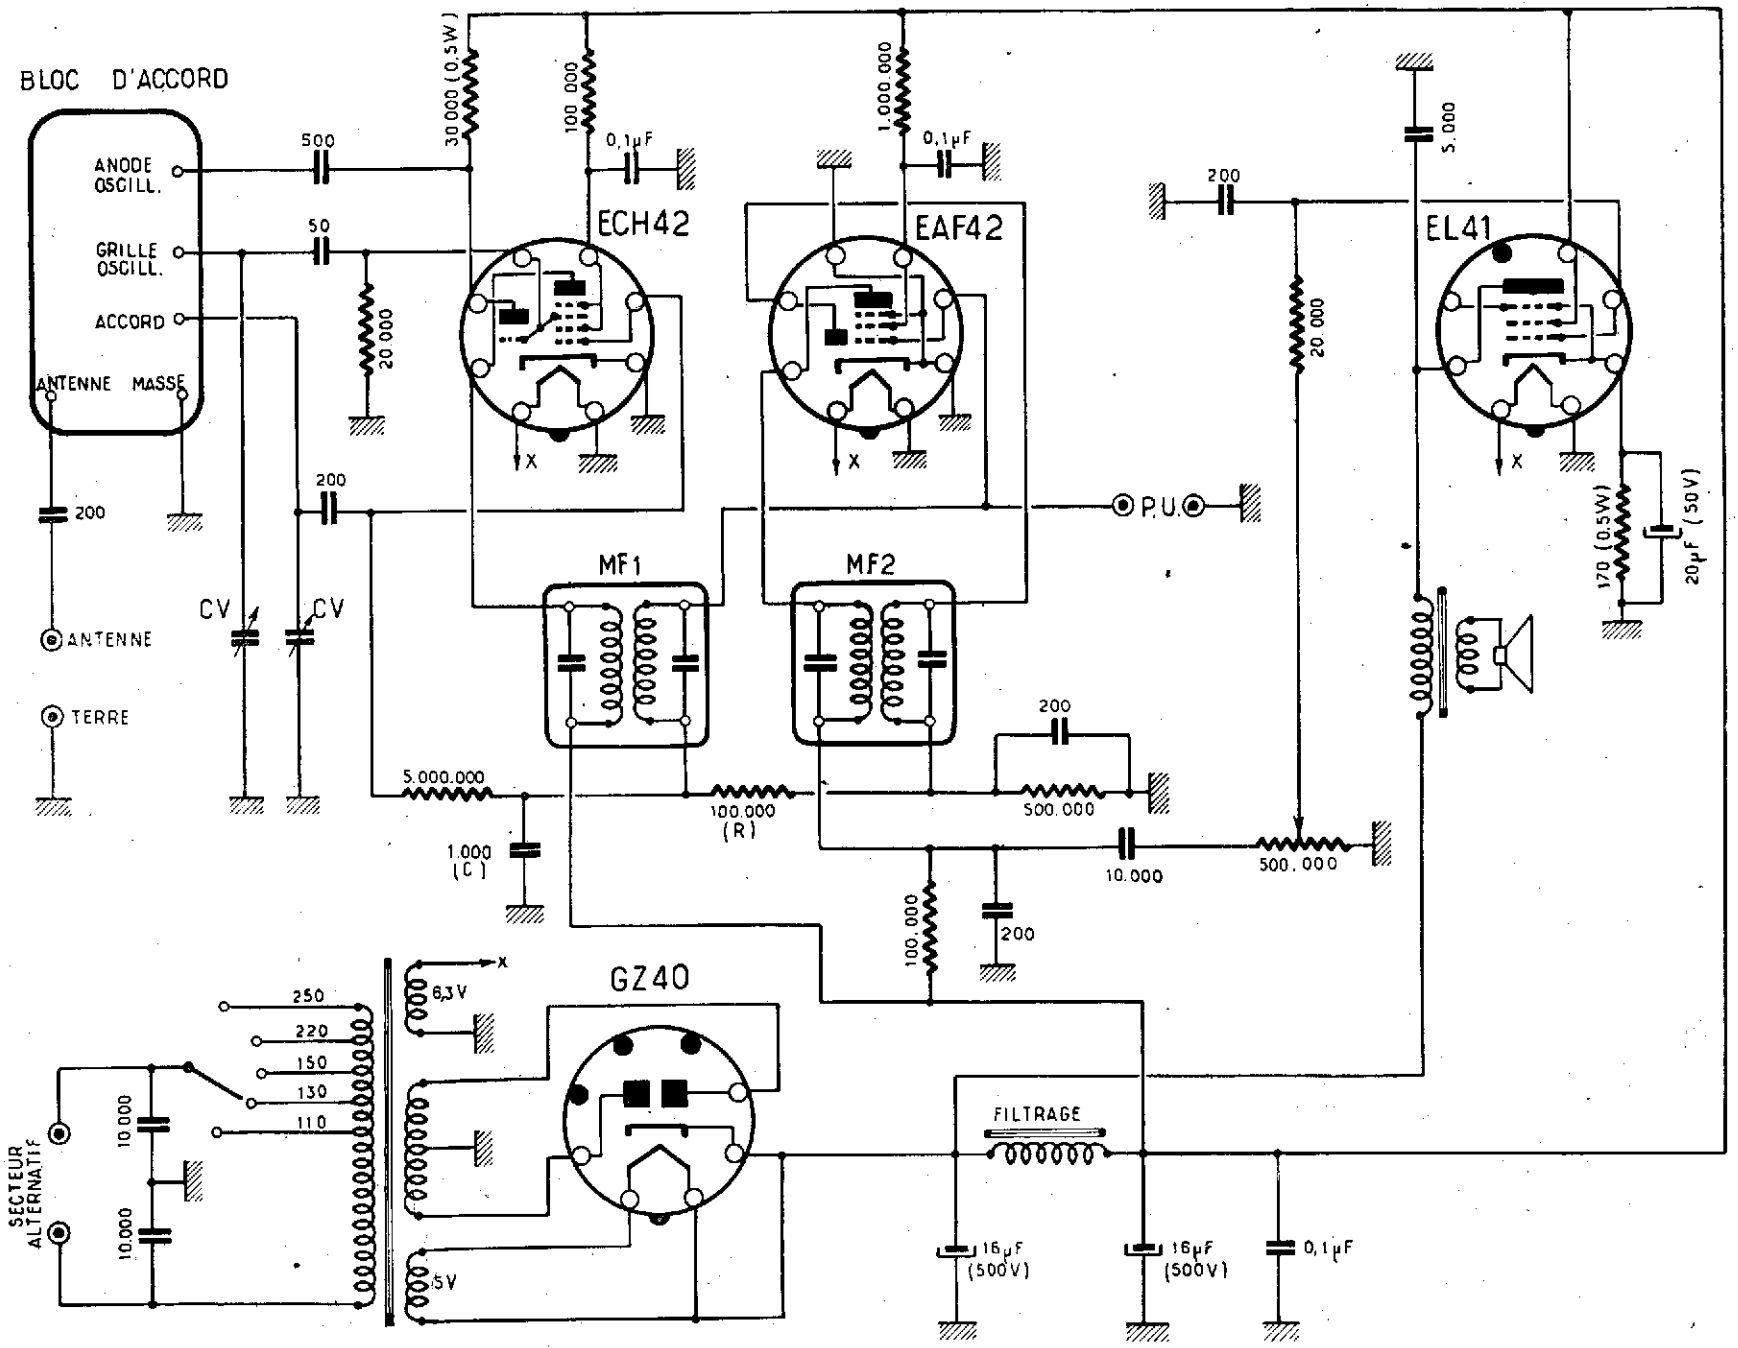 BLOC D'ACCORD
ANODE
OSCILL.
GRILLE
OSCILL.
ACCORD
ANTENNE MASSE
500
50
30.000 (0,5W)
100 000
0,1µF
1.000.000
0,1µF
5.000
200
ECH42
EAF42
EL41
20.000
20.000
X
X
X
200
200
P.U.
170 (0.5W)
20µF (50V)
MF1
MF2
CV
CV
ANTENNE
TERRE
200
5.000.000
100.000
(R)
500.000
1.000
(C)
10.000
500.000
100.000
200
GZ40
X
6,3V
250
220
150
130
110
FILTRAGE
10.000
10.000
SECTEUR
ALTERNATIF
5V
16µF
(500V)
16µF
(500V)
0,1µF